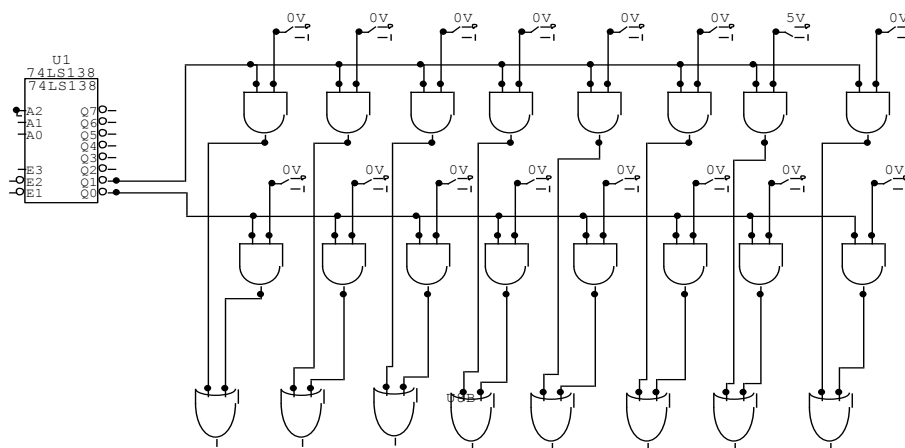 0V 0V 0V 0V 0V 0V 5V 0V
U1
74LS138
74LS138
A2 Q7
A1 Q6
A0 Q5
Q4
Q3
E3 Q2
E2 Q1
E1 Q0
0V 0V 0V 0V 0V 0V 0V 0V
USB